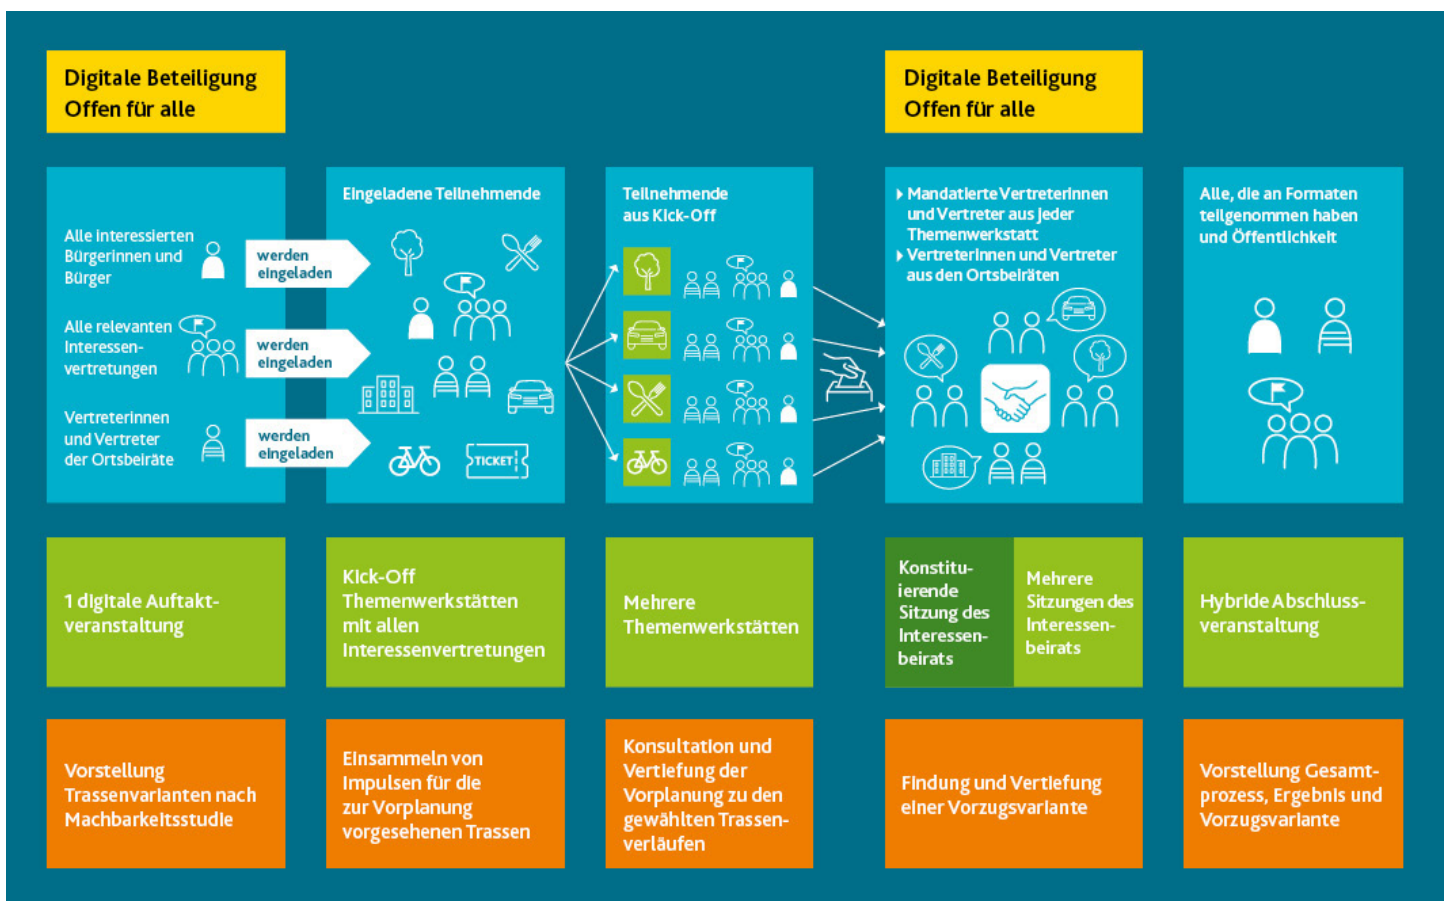 Digitale Beteiligung
Offen für alle
Digitale Beteiligung
Offen für alle
Alle interessierten
Bürgerinnen und
Bürger
werden
eingeladen
Alle relevanten
Interessen-
vertretungen
werden
eingeladen
Vertreterinnen
und Vertreter
der Ortsbeiräte
werden
eingeladen
Eingeladene Teilnehmende
TICKET
Teilnehmende
aus Kick-Off
Mandatierte Vertreterinnen
und Vertreter aus jeder
Themenwerkstatt
Vertreterinnen und Vertreter
aus den Ortsbeiräten
Alle, die an Formaten
teilgenommen haben
und Öffentlichkeit
1 digitale Auftakt-
veranstaltung
Kick-Off
Themenwerkstätten
mit allen
Interessenvertretungen
Mehrere
Themenwerkstätten
Konstitu-
ierende
Sitzung des
Interessen-
beirats
Mehrere
Sitzungen des
Interessen-
beirats
Hybride Abschluss-
veranstaltung
Vorstellung
Trassenvarianten nach
Machbarkeitsstudie
Einsammeln von
Impulsen für die
zur Vorplanung
vorgesehenen Trassen
Konsultation und
Vertiefung der
Vorplanung zu den
gewählten Trassen-
verläufen
Findung und Vertiefung
einer Vorzugsvariante
Vorstellung Gesamt-
prozess, Ergebnis und
Vorzugsvariante